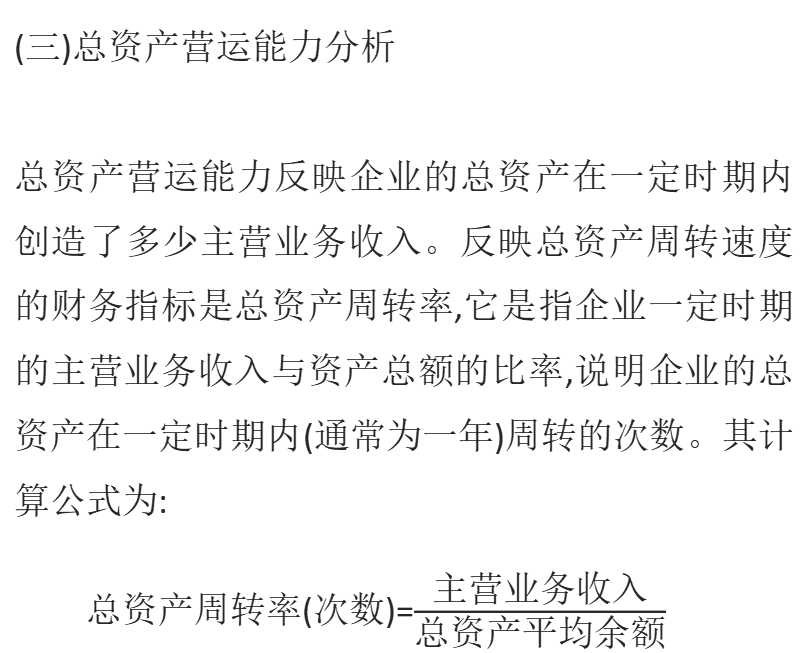 (三)总资产营运能力分析
总资产营运能力反映企业的总资产在一定时期内
创造了多少主营业务收入。反映总资产周转速度
的财务指标是总资产周转率,它是指企业一定时期
的主营业务收入与资产总额的比率,说明企业的总
资产在一定时期内(通常为一年)周转的次数。其计
算公式为:
主营业务收入
总资产周转率(次数)=
总资产平均余额